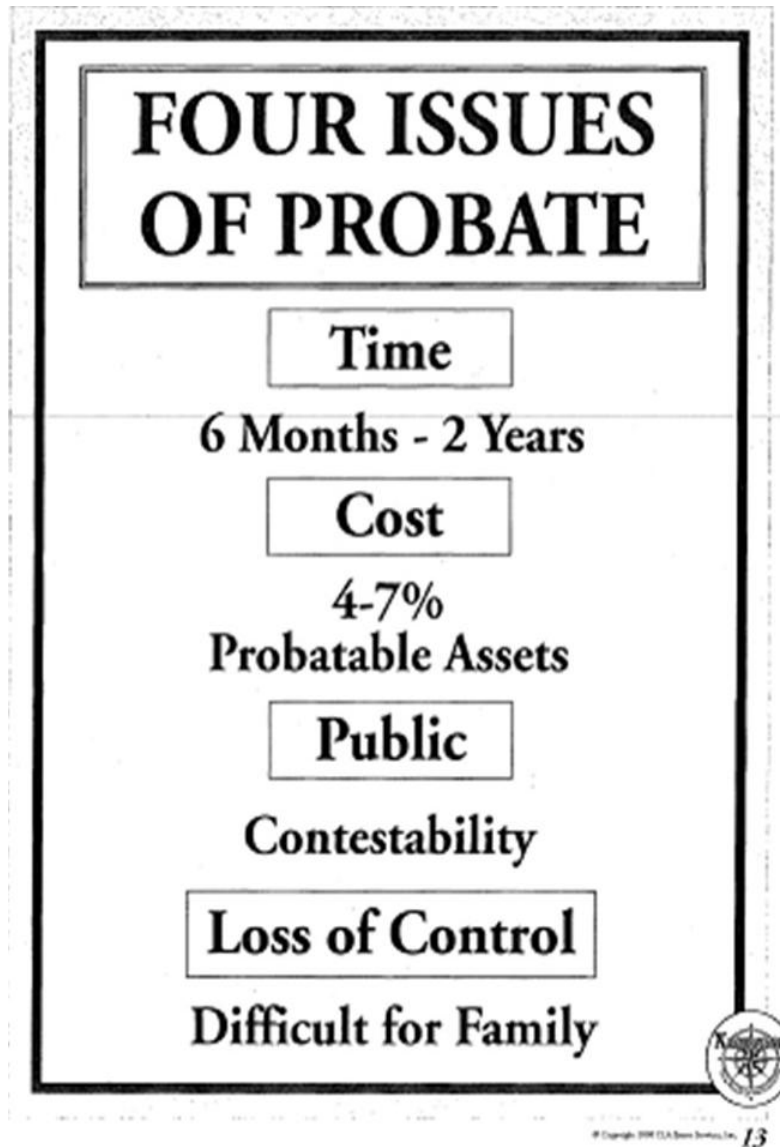 FOUR ISSUES
OF PROBATE
Time
6 Months - 2 Years
Cost
4-7%
Probatable Assets
Public
Contestability
Loss of Control
Difficult for Family
13